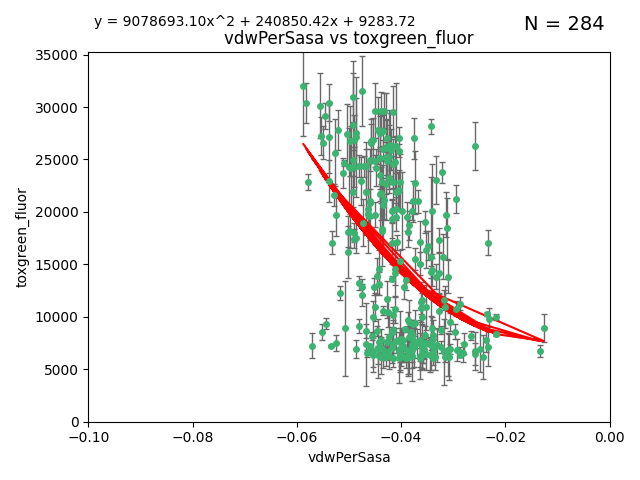 y = 9078693.10x^2 + 240850.42x + 9283.72
N = 284
vdwPerSasa vs toxgreen_fluor
35000
30000
25000
20000
15000
10000
5000
0
toxgreen_fluor
−0.10
−0.08
−0.06
−0.04
−0.02
0.00
vdwPerSasa